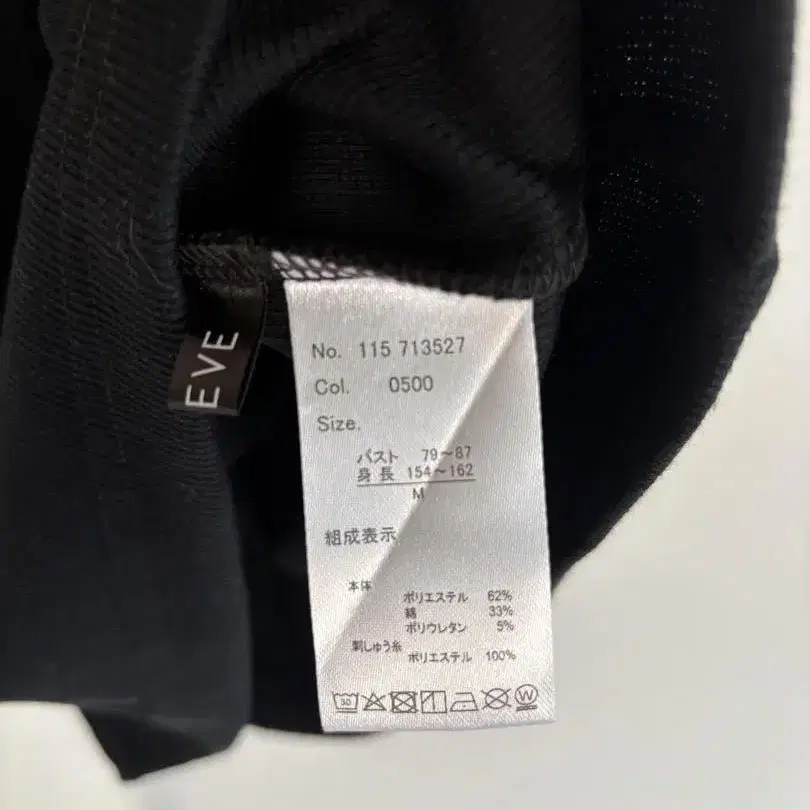 EVE
No. 115 713527
Col. 0500
Size.
バスト 79~87
身長 154~162
M
組成表示
本体
ポリエステル 62%
綿 33%
ポリウレタン 5%
刺しゅう糸
ポリエステル 100%
30
W